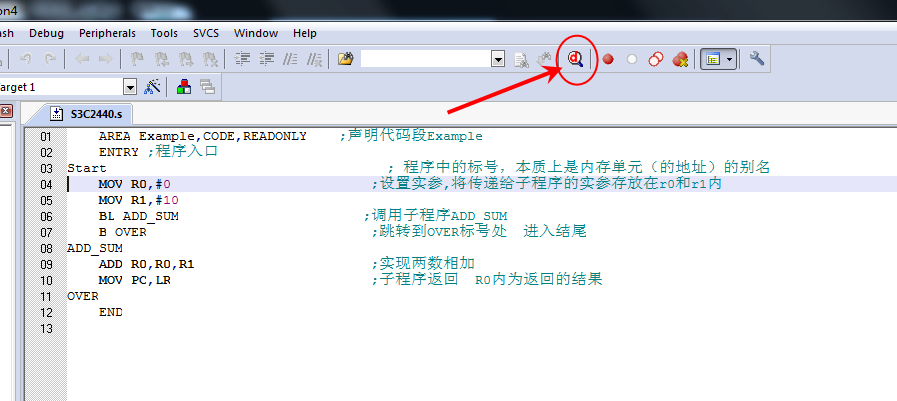 on4
ash Debug Peripherals Tools SVCS Window Help
arget 1
S3C2440.s
01 AREA Example,CODE,READONLY ;声明代码段Example
02 ENTRY ;程序入口
03 Start ; 程序中的标号，本质上是内存单元（的地址）的别名
04 MOV R0,#0 ;设置实参,将传递给子程序的实参存放在r0和r1内
05 MOV R1,#10
06 BL ADD_SUM ;调用子程序ADD_SUM
07 B OVER ;跳转到OVER标号处 进入结尾
08 ADD_SUM
09 ADD R0,R0,R1 ;实现两数相加
10 MOV PC,LR ;子程序返回 R0内为返回的结果
11 OVER
12 END
13